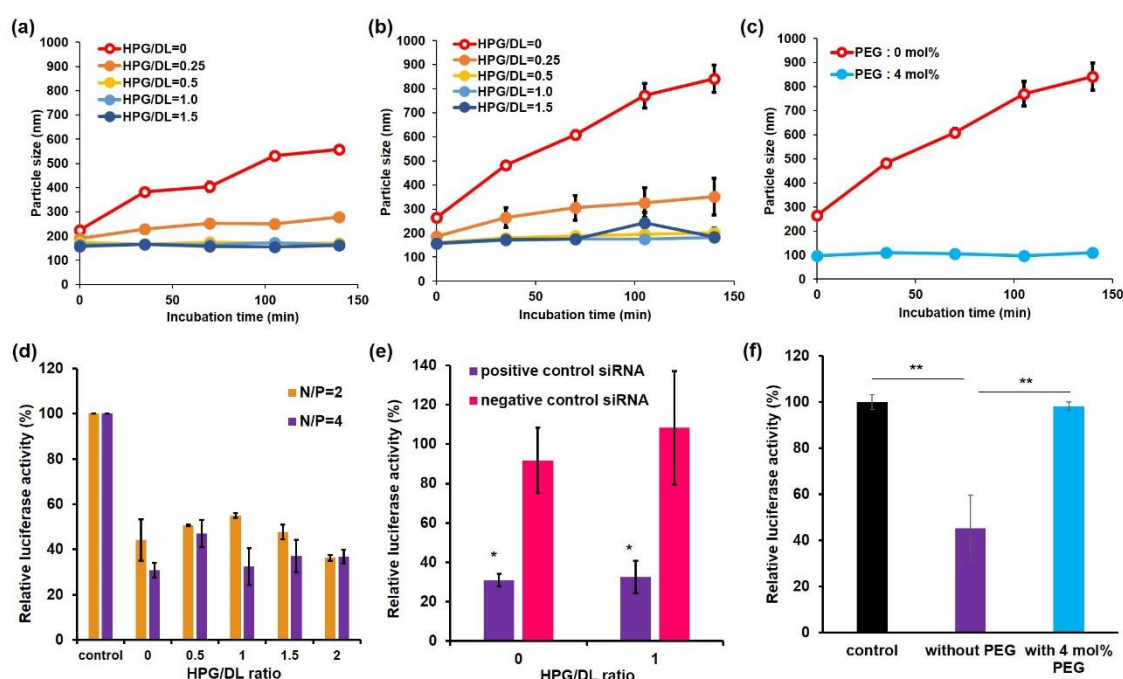 (a)
HPG/DL=0
HPG/DL=0.25
HPG/DL=0.5
HPG/DL=1.0
HPG/DL=1.5
Particle size (nm)
1000
900
800
700
600
500
400
300
200
100
0
0 50 100 150
Incubation time (min)
(b)
HPG/DL=0
HPG/DL=0.25
HPG/DL=0.5
HPG/DL=1.0
HPG/DL=1.5
Particle size (nm)
1000
900
800
700
600
500
400
300
200
100
0
0 50 100 150
Incubation time (min)
(c)
PEG : 0 mol%
PEG : 4 mol%
Particle size (nm)
1000
900
800
700
600
500
400
300
200
100
0
0 50 100 150
Incubation time (min)
(d)
N/P=2
N/P=4
Relative luciferase activity (%)
120
100
80
60
40
20
0
control 0 0.5 1 1.5 2
HPG/DL ratio
(e)
positive control siRNA
negative control siRNA
Relative luciferase activity (%)
140
120
100
80
60
40
20
0
* *
0 1
HPG/DL ratio
(f)
Relative luciferase activity (%)
120
100
80
60
40
20
0
** **
control without PEG with 4 mol%
PEG